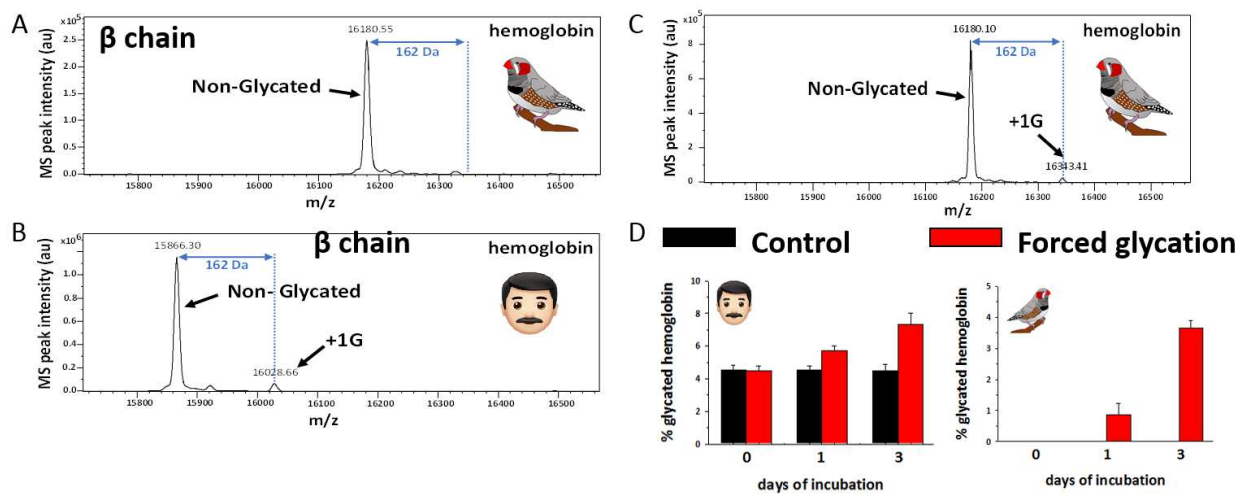 A
β chain
hemoglobin
MS peak intensity (au)
x10⁵
16180.55
162 Da
Non-Glycated
2.5
2.0
1.5
1.0
0.5
0.0
15800 15900 16000 16100 16200 16300 16400 16500
m/z
B
β chain
hemoglobin
MS peak intensity (au)
x10⁶
15866.30
162 Da
Non- Glycated
+1G
16028.66
1.0
0.8
0.6
0.4
0.2
0.0
15800 15900 16000 16100 16200 16300 16400 16500
m/z
C
hemoglobin
MS peak intensity (au)
x10⁵
16180.10
162 Da
Non-Glycated
+1G
16343.41
8
6
4
2
0
15800 15900 16000 16100 16200 16300 16400 16500
m/z
D
Control
Forced glycation
% glycated hemoglobin
10
8
6
4
2
0
0 1 3
days of incubation
% glycated hemoglobin
5
4
3
2
1
0
0 1 3
days of incubation